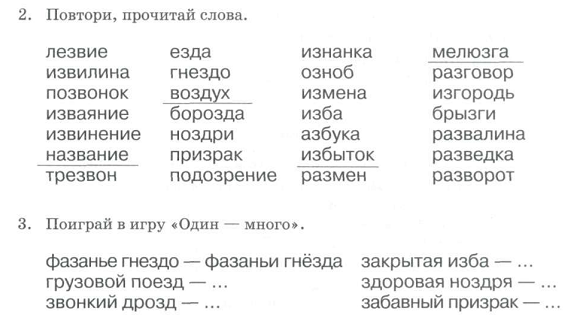 2. Повтори, прочитай слова.
лезвие езда изнанка мелюзга
извилина гнездо озноб разговор
позвонок воздух измена изгородь
изваяние борозда изба брызги
извинение ноздри азбука развалина
название призрак избыток разведка
трезвон подозрение размен разворот
3. Поиграй в игру «Один — много».
фазанье гнездо — фазаньи гнёзда закрытая изба — ...
грузовой поезд — ... здоровая ноздря — ...
звонкий дрозд — ... забавный призрак — ...